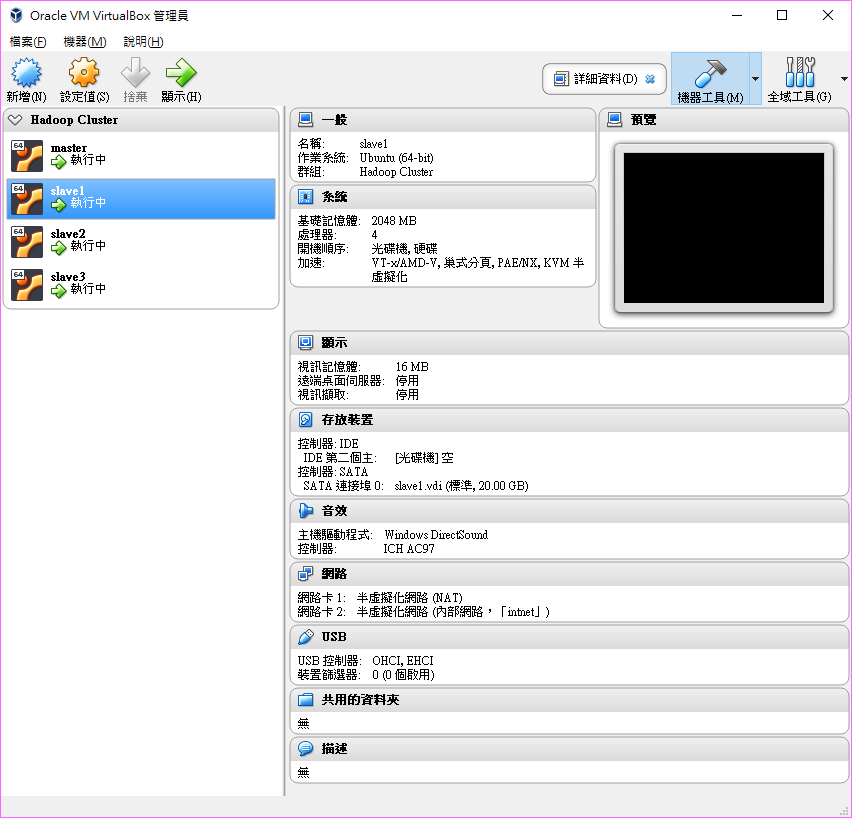 Oracle VM VirtualBox 管理員
檔案(F) 機器(M) 說明(H)
新增(N) 設定值(S) 捨棄 顯示(H) 詳細資料(D) 機器工具(M) 全域工具(G)
Hadoop Cluster
64 master
執行中
64 slave1
執行中
64 slave2
執行中
64 slave3
執行中
一般
名稱: slave1
作業系統: Ubuntu (64-bit)
群組: Hadoop Cluster
預覽
系統
基礎記憶體: 2048 MB
處理器: 4
開機順序: 光碟機, 硬碟
加速: VT-x/AMD-V, 巢式分頁, PAE/NX, KVM 半
虛擬化
顯示
視訊記憶體: 16 MB
遠端桌面伺服器: 停用
視訊擷取: 停用
存放裝置
控制器: IDE
IDE 第二個主: [光碟機] 空
控制器: SATA
SATA 連接埠 0: slave1.vdi (標準, 20.00 GB)
音效
主機驅動程式: Windows DirectSound
控制器: ICH AC97
網路
網路卡 1: 半虛擬化網路 (NAT)
網路卡 2: 半虛擬化網路 (內部網路，「intnet」)
USB
USB 控制器: OHCI, EHCI
裝置篩選器: 0 (0 個啟用)
共用的資料夾
無
描述
無